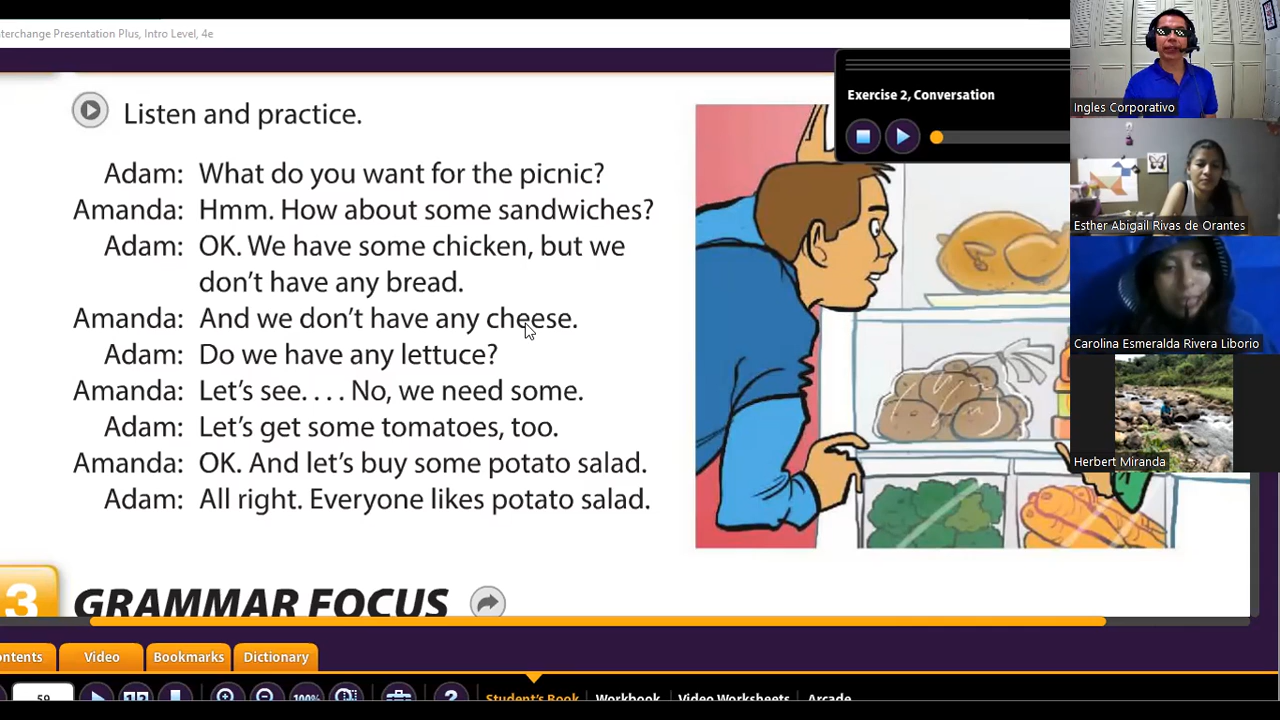 terchange Presentation Plus, Intro Level, 4e
Exercise 2, Conversation
Listen and practice.
Adam: What do you want for the picnic?
Amanda: Hmm. How about some sandwiches?
Adam: OK. We have some chicken, but we
don't have any bread.
Amanda: And we don't have any cheese.
Adam: Do we have any lettuce?
Amanda: Let's see. . . . No, we need some.
Adam: Let's get some tomatoes, too.
Amanda: OK. And let's buy some potato salad.
Adam: All right. Everyone likes potato salad.
3 GRAMMAR FOCUS
ntents Video Bookmarks Dictionary
59 1 2 100% ? Student's Book Workbook Video Worksheets Arcade
Ingles Corporativo
Esther Abigail Rivas de Orantes
Carolina Esmeralda Rivera Liborio
Herbert Miranda